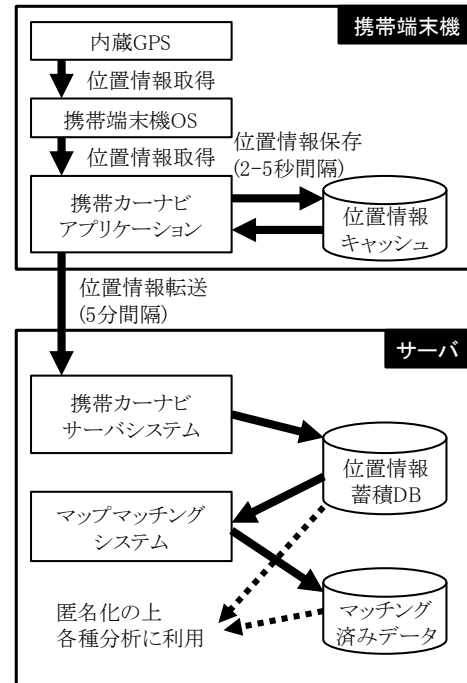 携帯端末機
内蔵GPS
位置情報取得
携帯端末機OS
位置情報取得
位置情報保存
(2-5秒間隔)
携帯カーナビ
アプリケーション
位置情報
キャッシュ
位置情報転送
(5分間隔)
サーバ
携帯カーナビ
サーバシステム
位置情報
蓄積DB
マップマッチング
システム
匿名化の上
各種分析に利用
マッチング
済みデータ